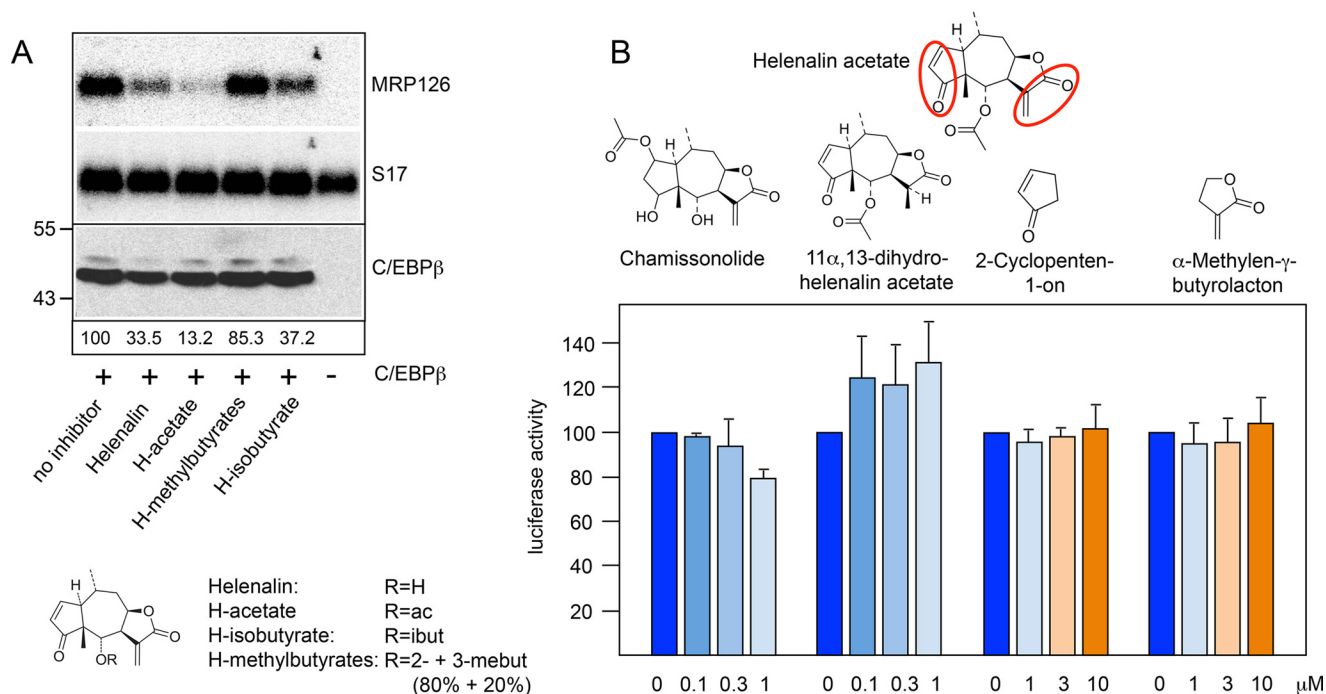 A
MRP126
S17
55
C/EBPβ
43
100 33.5 13.2 85.3 37.2
+ + + + + - C/EBPβ
no inhibitor
Helenalin
H-acetate
H-methylbutyrates
H-isobutyrate
H
O
O
O
OR
Helenalin: R=H
H-acetate R=ac
H-isobutyrate: R=ibut
H-methylbutyrates: R=2- + 3-mebut
(80% + 20%)
B
Helenalin acetate
H
O
O
O
O
O
O
O
H
O
O
HO
OH
H
O
O
O
H
O
O
O
O
O
Chamissonolide
11α,13-dihydro-
helenalin acetate
2-Cyclopenten-
1-on
α-Methylen-γ-
butyrolacton
luciferase activity
140
120
100
80
60
40
20
0 0.1 0.3 1 0 0.1 0.3 1 0 1 3 10 0 1 3 10 μM